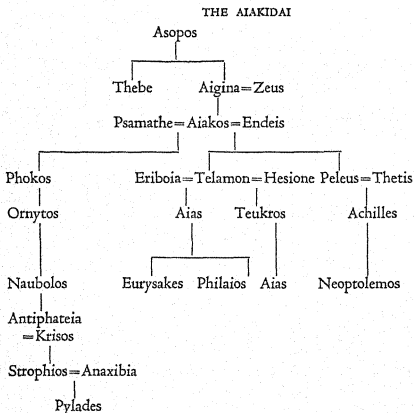 THE AIAKIDAI
Asopos
Thebe Aigina=Zeus
Psamathe=Aiakos=Endeis
Phokos Eriboia=Telamon=Hesione Peleus=Thetis
Ornytos Aias Teukros Achilles
Naubolos Eurysakes Philaios Aias Neoptolemos
Antiphateia
=Krisos
Strophios=Anaxibia
Pylades